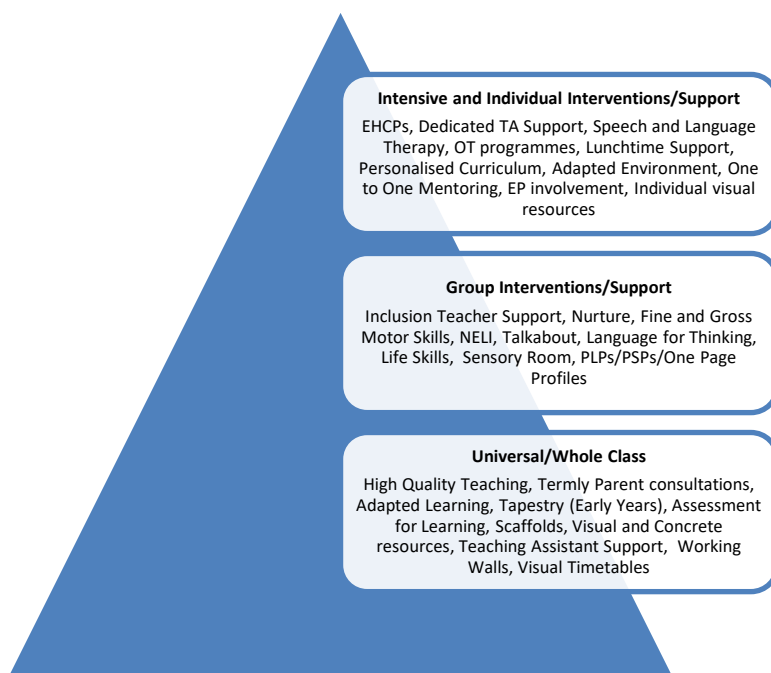 Intensive and Individual Interventions/Support
EHCPs, Dedicated TA Support, Speech and Language
Therapy, OT programmes, Lunchtime Support,
Personalised Curriculum, Adapted Environment, One
to One Mentoring, EP involvement, Individual visual
resources
Group Interventions/Support
Inclusion Teacher Support, Nurture, Fine and Gross
Motor Skills, NELI, Talkabout, Language for Thinking,
Life Skills, Sensory Room, PLPs/PSPs/One Page
Profiles
Universal/Whole Class
High Quality Teaching, Termly Parent consultations,
Adapted Learning, Tapestry (Early Years), Assessment
for Learning, Scaffolds, Visual and Concrete
resources, Teaching Assistant Support, Working
Walls, Visual Timetables